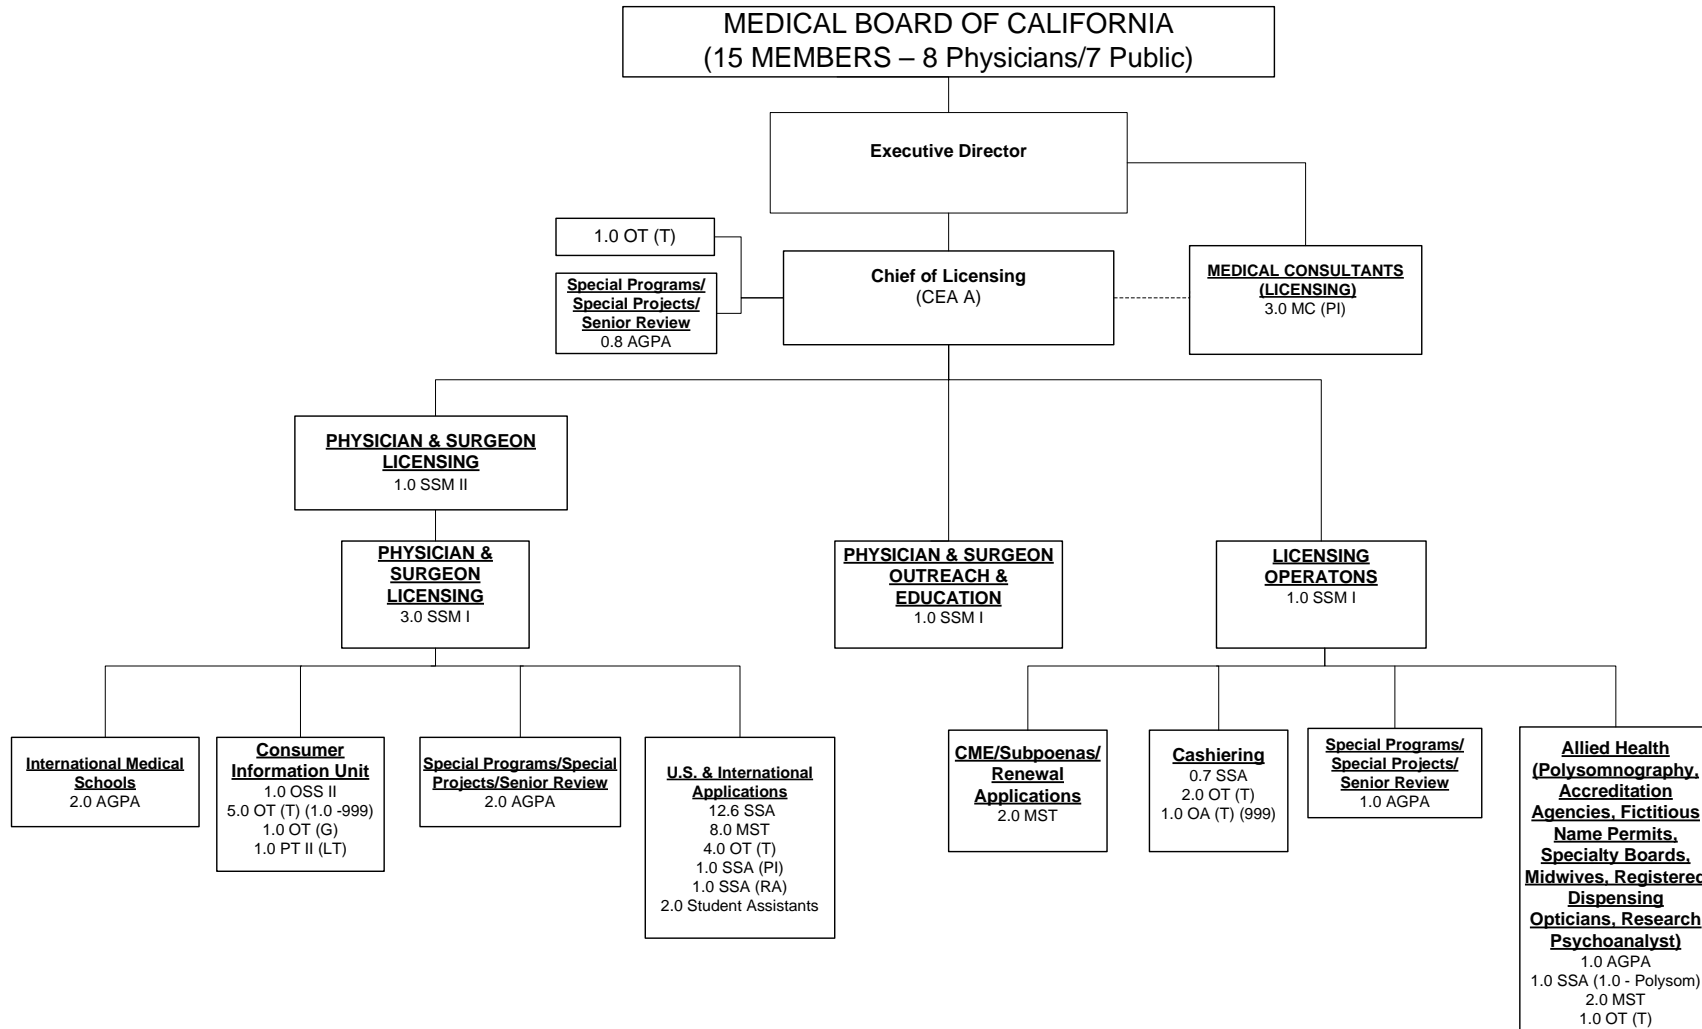 MEDICAL BOARD OF CALIFORNIA
(15 MEMBERS – 8 Physicians/7 Public)
Executive Director
1.0 OT (T)
Special Programs/
Special Projects/
Senior Review
0.8 AGPA
Chief of Licensing
(CEA A)
MEDICAL CONSULTANTS
(LICENSING)
3.0 MC (PI)
PHYSICIAN & SURGEON
LICENSING
1.0 SSM II
PHYSICIAN &
SURGEON
LICENSING
3.0 SSM I
PHYSICIAN & SURGEON
OUTREACH &
EDUCATION
1.0 SSM I
LICENSING
OPERATONS
1.0 SSM I
International Medical
Schools
2.0 AGPA
Consumer
Information Unit
1.0 OSS II
5.0 OT (T) (1.0 -999)
1.0 OT (G)
1.0 PT II (LT)
Special Programs/Special
Projects/Senior Review
2.0 AGPA
U.S. & International
Applications
12.6 SSA
8.0 MST
4.0 OT (T)
1.0 SSA (PI)
1.0 SSA (RA)
2.0 Student Assistants
CME/Subpoenas/
Renewal
Applications
2.0 MST
Cashiering
0.7 SSA
2.0 OT (T)
1.0 OA (T) (999)
Special Programs/
Special Projects/
Senior Review
1.0 AGPA
Allied Health
(Polysomnography,
Accreditation
Agencies, Fictitious
Name Permits,
Specialty Boards,
Midwives, Registered
Dispensing
Opticians, Research
Psychoanalyst)
1.0 AGPA
1.0 SSA (1.0 - Polysom)
2.0 MST
1.0 OT (T)